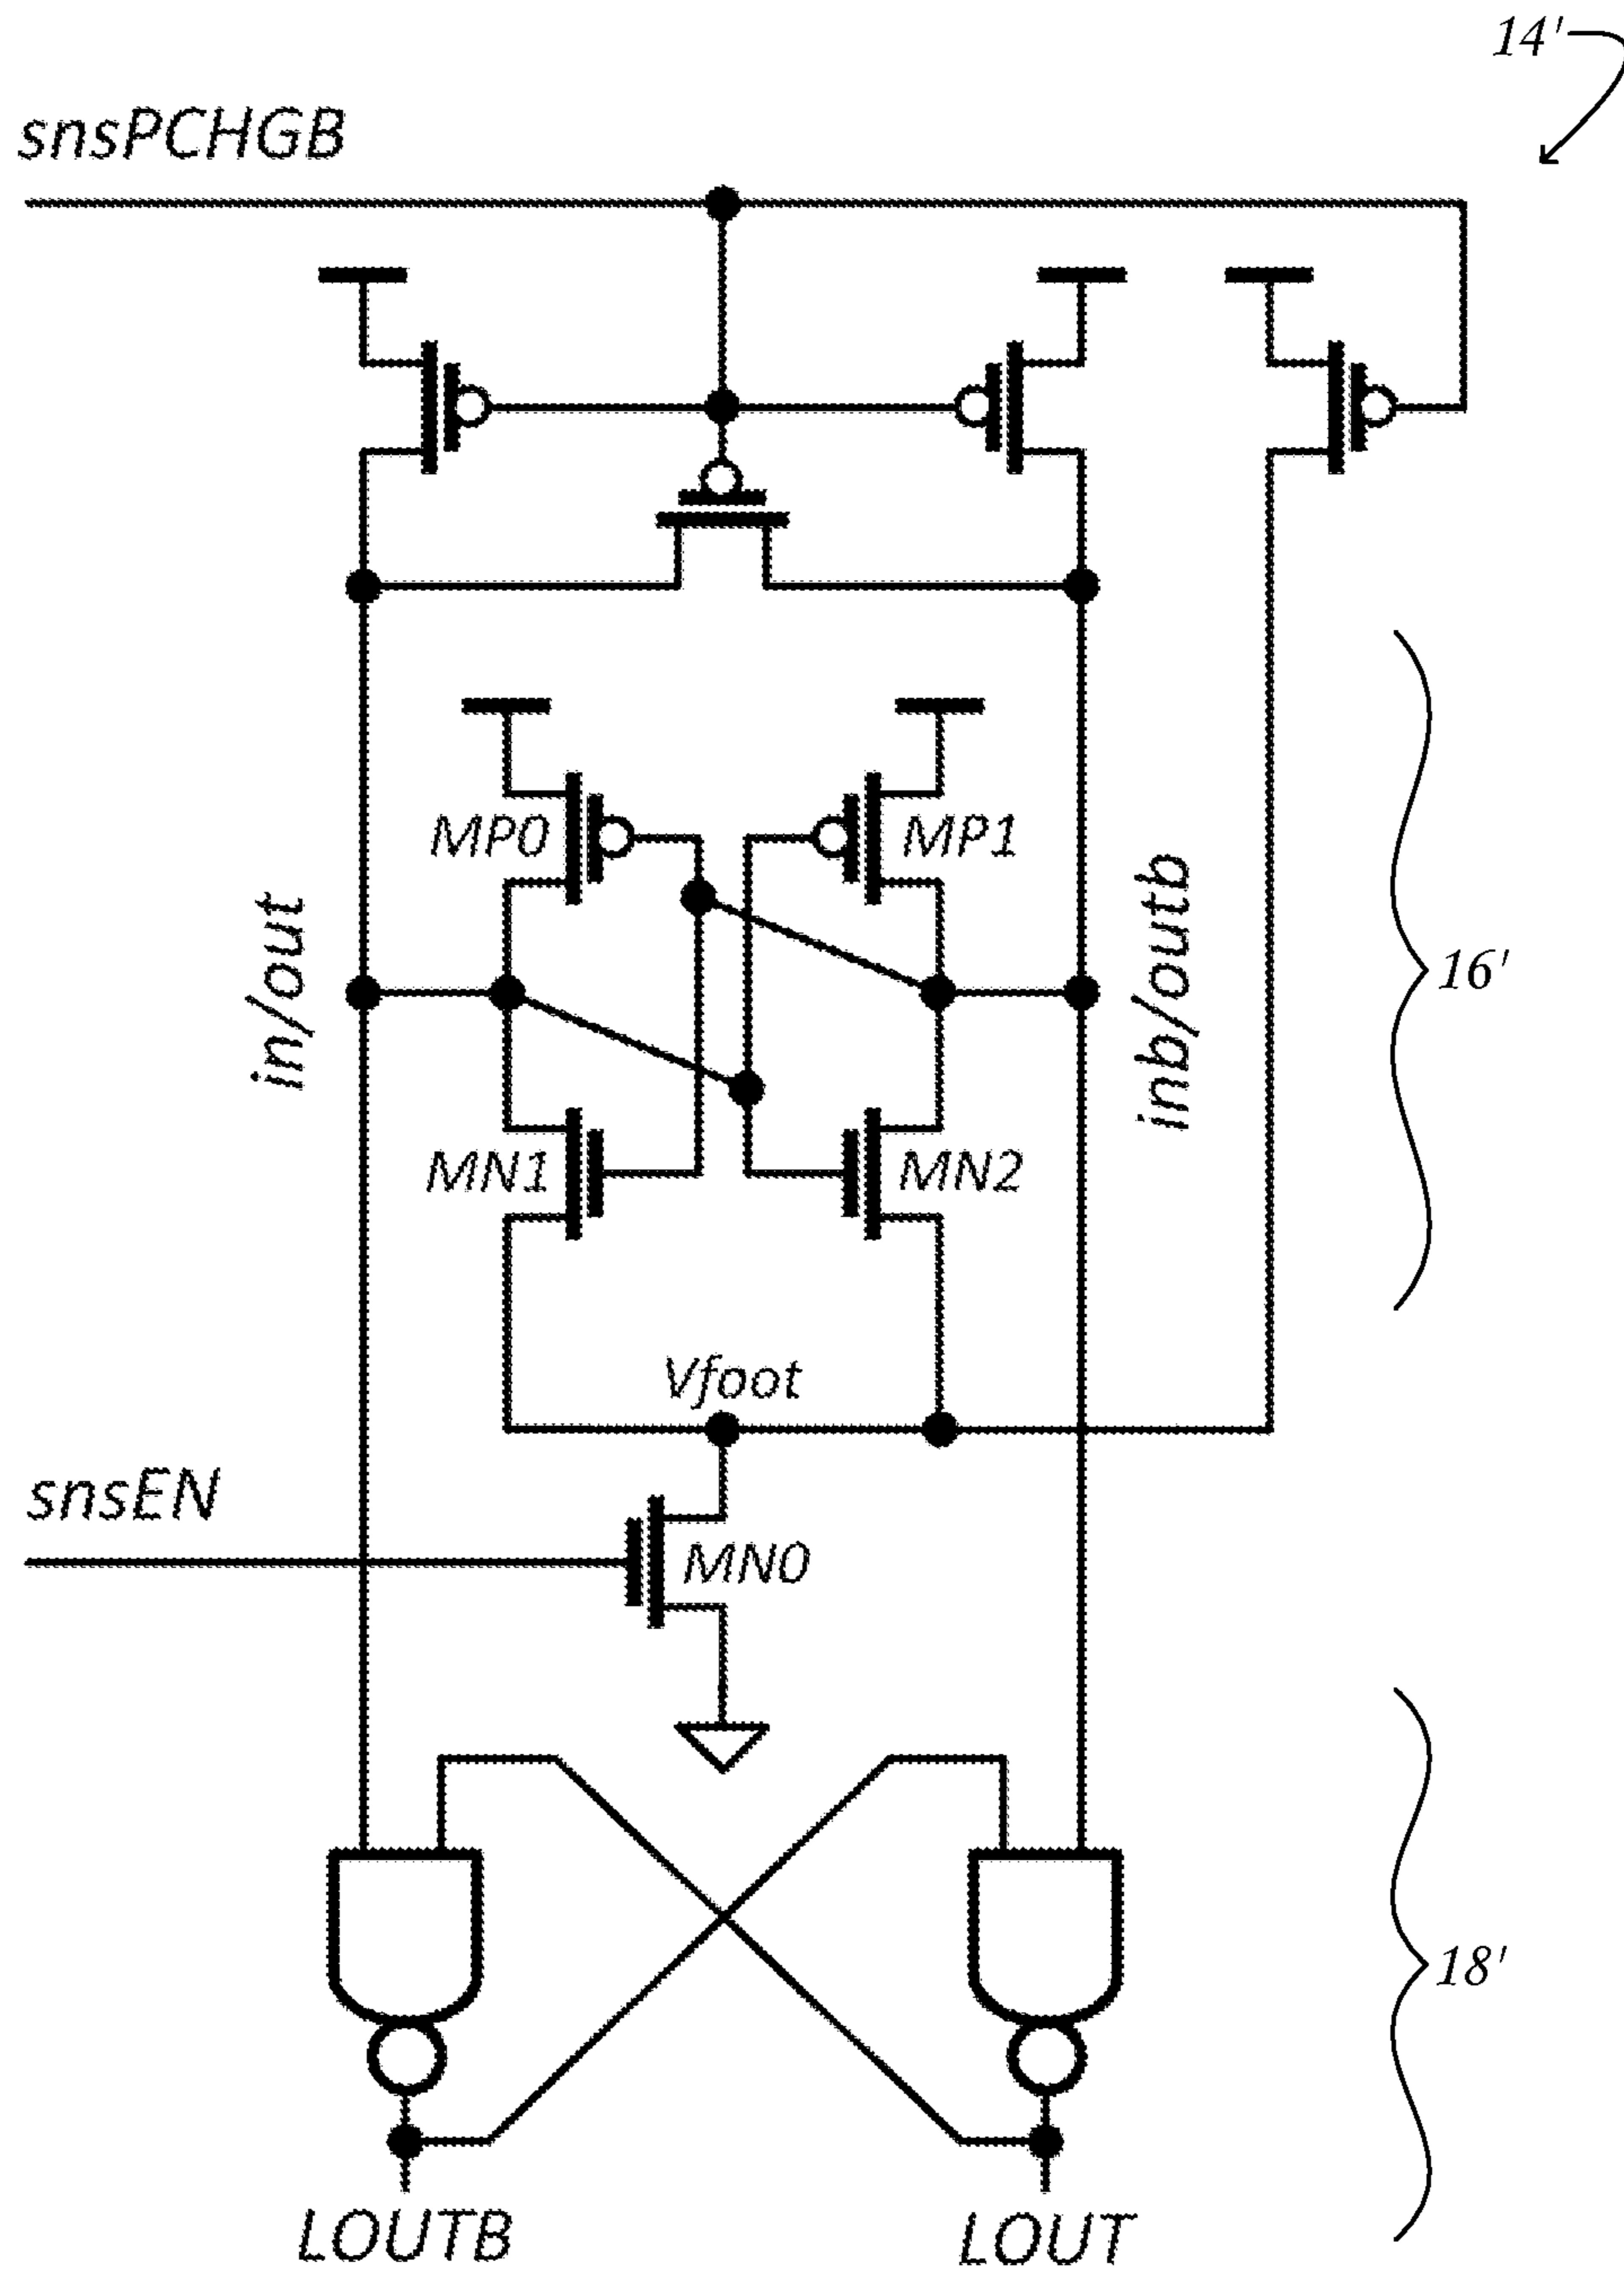 14'
snsPCHGB
MP0
MP1
in/out
inb/outb
16'
MN1
MN2
Vfoot
snsEN
MN0
18'
LOUTB
LOUT